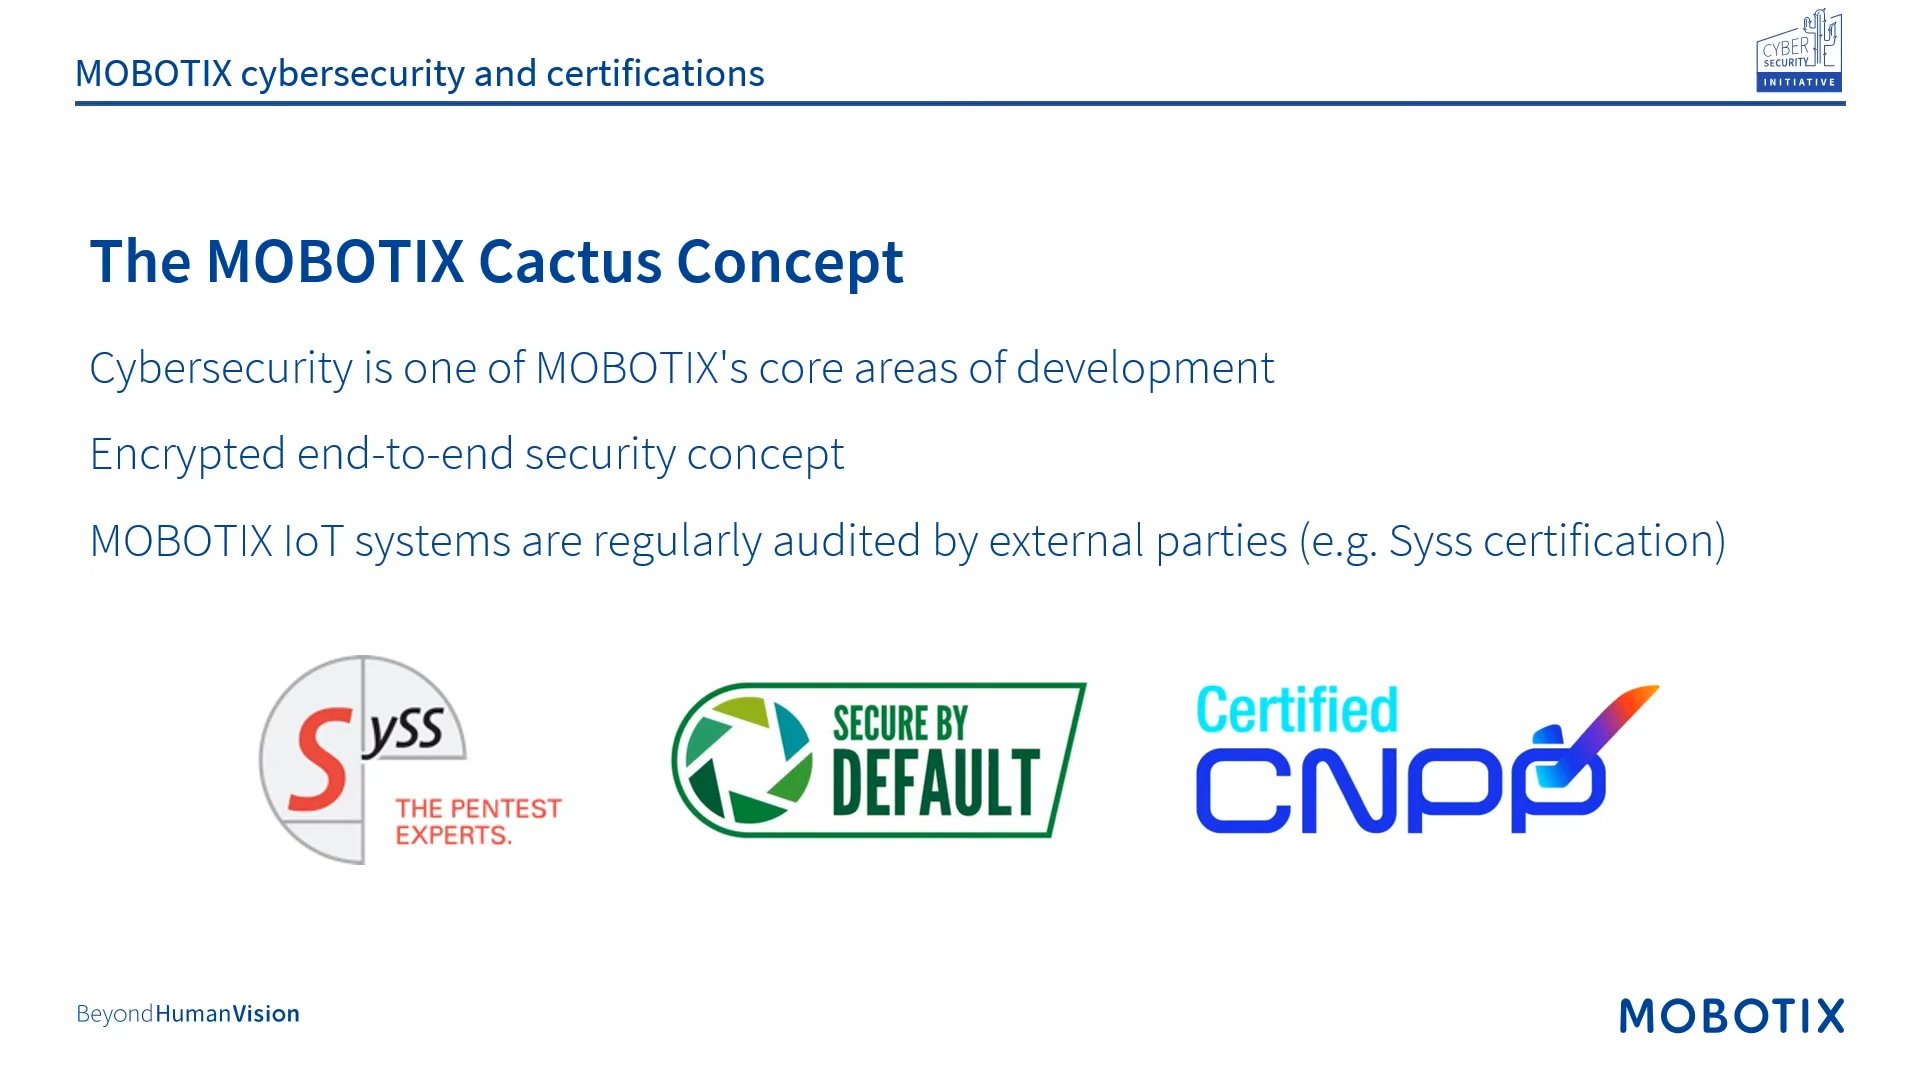 MOBOTIX cybersecurity and certifications
CYBER
SECURITY
INITIATIVE
The MOBOTIX Cactus Concept
Cybersecurity is one of MOBOTIX's core areas of development
Encrypted end-to-end security concept
MOBOTIX IoT systems are regularly audited by external parties (e.g. Syss certification)
Syss
THE PENTEST
EXPERTS.
SECURE BY
DEFAULT
Certified
CNPP
BeyondHumanVision
MOBOTIX